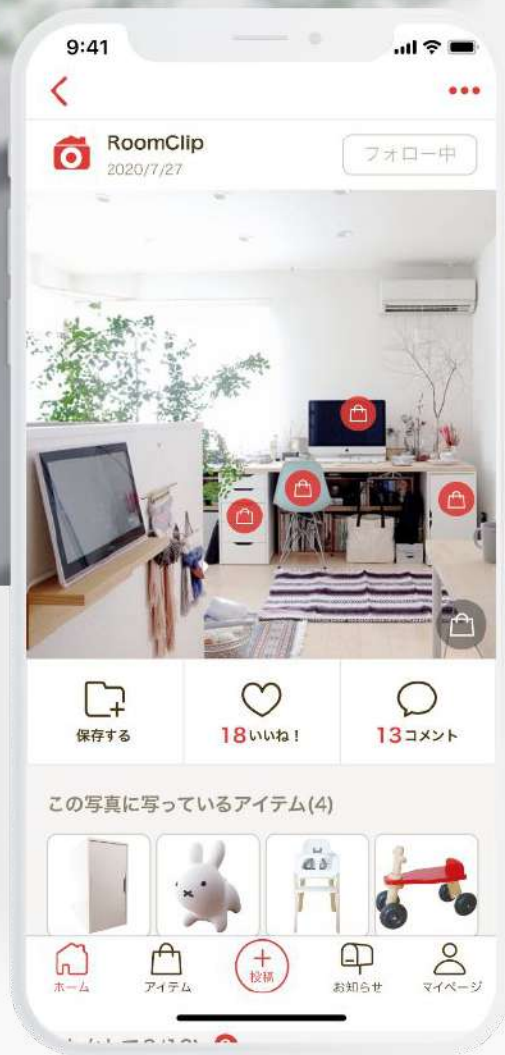 9:41
RoomClip
2020/7/27
フォロー中
保存する
18いいね！
13コメント
この写真に写っているアイテム(4)
ホーム
アイテム
投稿
お知らせ
マイページ